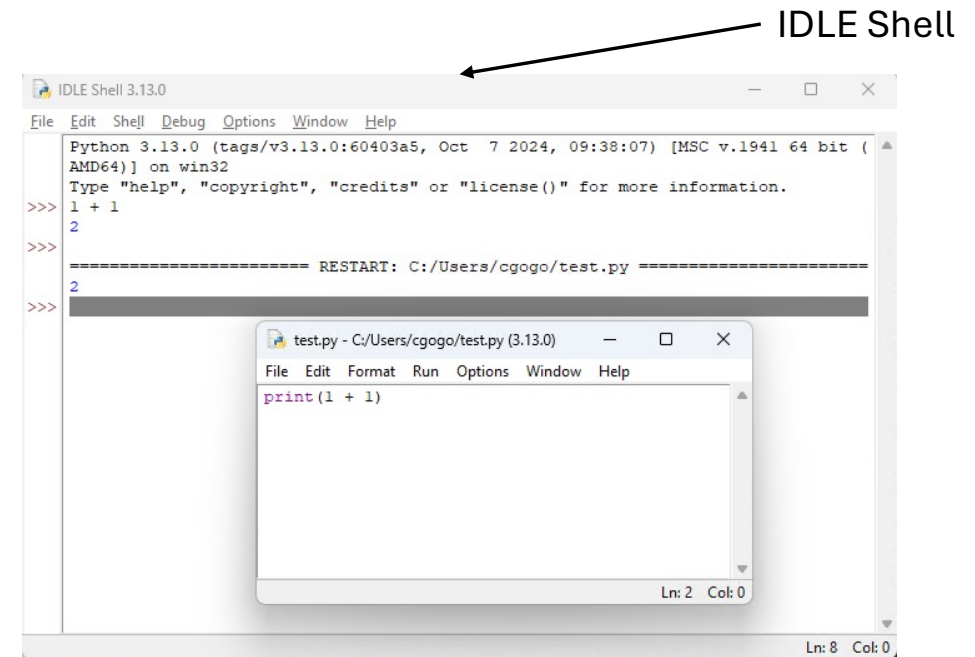 IDLE Shell
IDLE Shell 3.13.0
File Edit Shell Debug Options Window Help
Python 3.13.0 (tags/v3.13.0:60403a5, Oct  7 2024, 09:38:07) [MSC v.1941 64 bit (
AMD64)] on win32
Type "help", "copyright", "credits" or "license()" for more information.
>>> 1 + 1
2
>>>
======================== RESTART: C:/Users/cgogo/test.py =======================
2
>>>
test.py - C:/Users/cgogo/test.py (3.13.0)
File Edit Format Run Options Window Help
print(1 + 1)
Ln: 2 Col: 0
Ln: 8 Col: 0